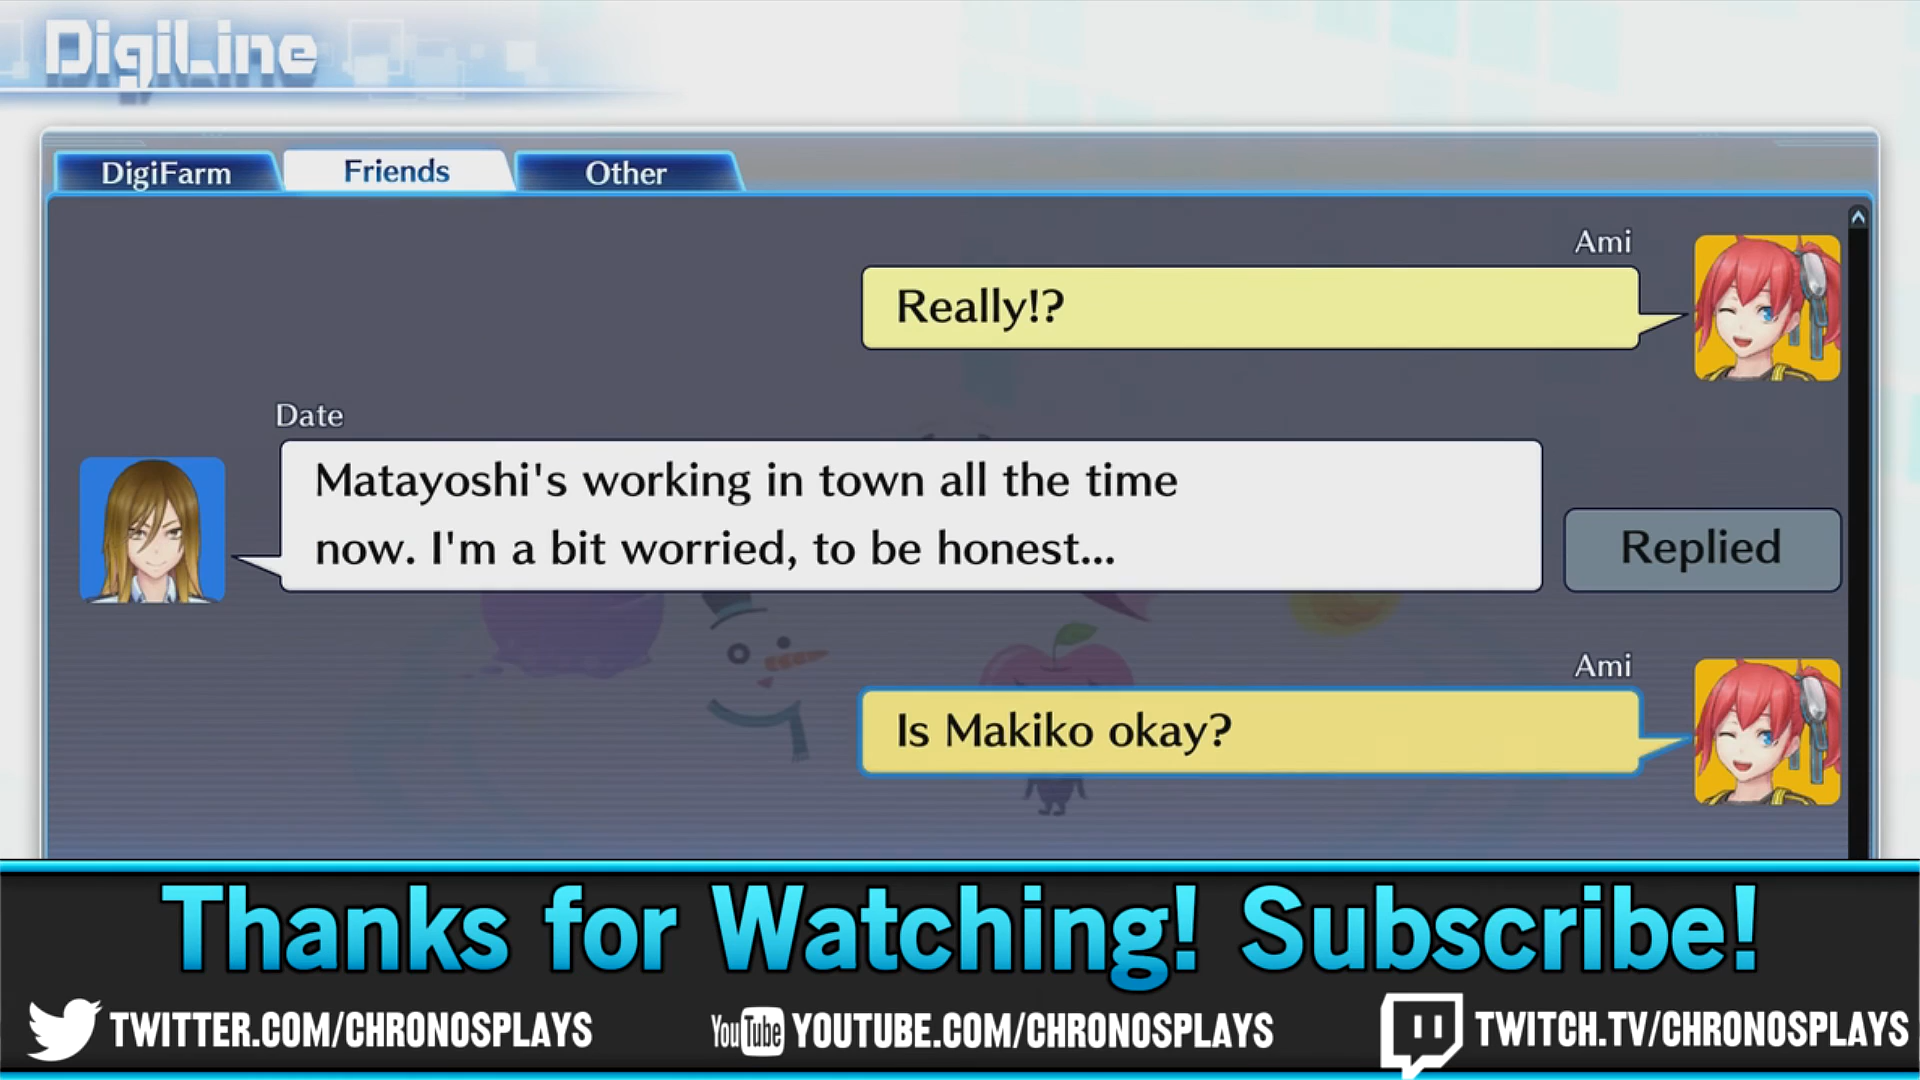 DigiLine
DigiFarm
Friends
Other
Ami
Really!?
Date
Matayoshi's working in town all the time
now. I'm a bit worried, to be honest...
Replied
Ami
Is Makiko okay?
Thanks for Watching! Subscribe!
TWITTER.COM/CHRONOSPLAYS
YouTube YOUTUBE.COM/CHRONOSPLAYS
TWITCH.TV/CHRONOSPLAYS